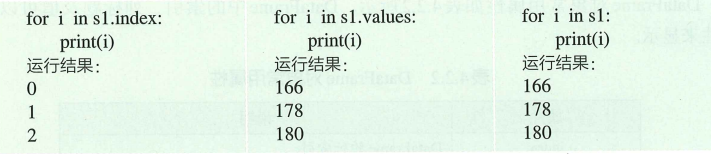 for i in s1.index:
print(i)
运行结果：
0
1
2
for i in s1.values:
print(i)
运行结果：
166
178
180
for i in s1:
print(i)
运行结果：
166
178
180